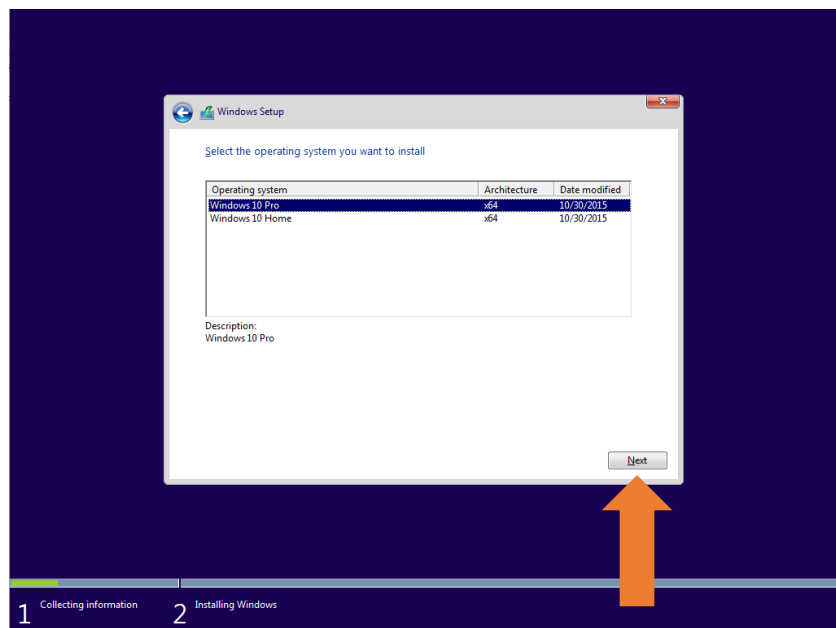 Windows Setup
x
Select the operating system you want to install
Operating system Architecture Date modified
Windows 10 Pro x64 10/30/2015
Windows 10 Home x64 10/30/2015
Description:
Windows 10 Pro
Next
1 Collecting information 2 Installing Windows